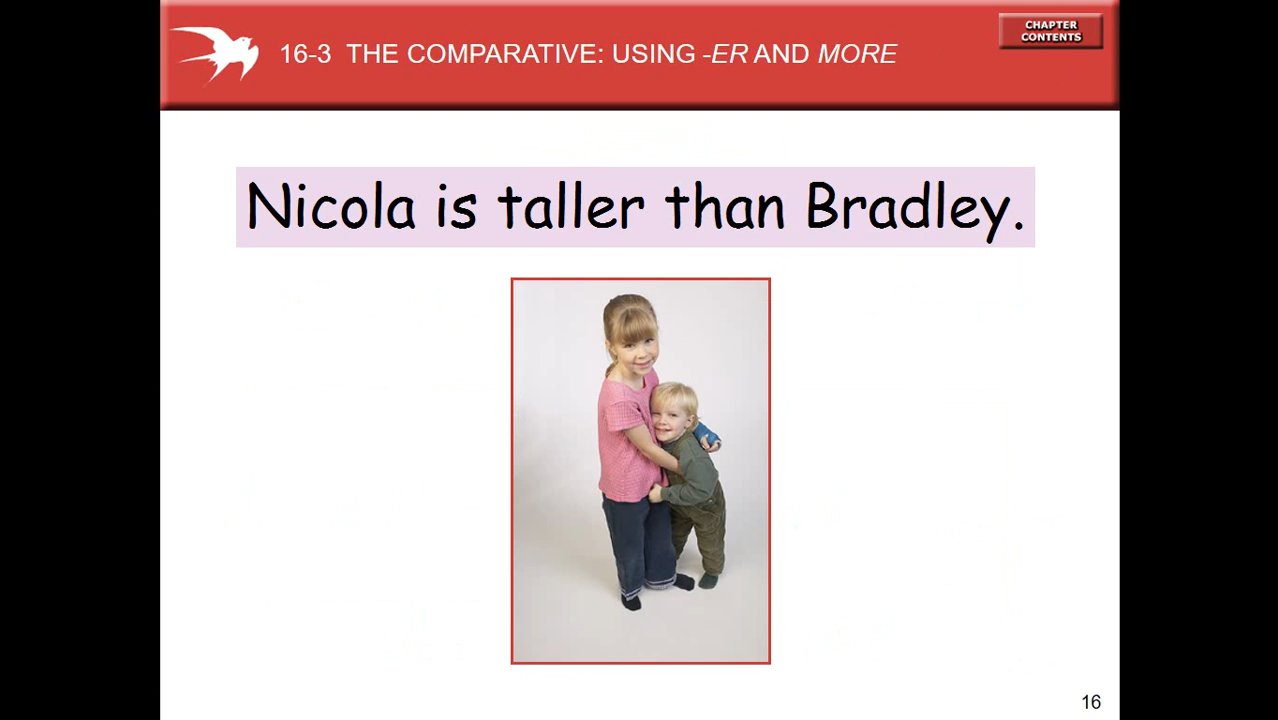 CHAPTER
CONTENTS
16-3 THE COMPARATIVE: USING -ER AND MORE
Nicola is taller than Bradley.
16